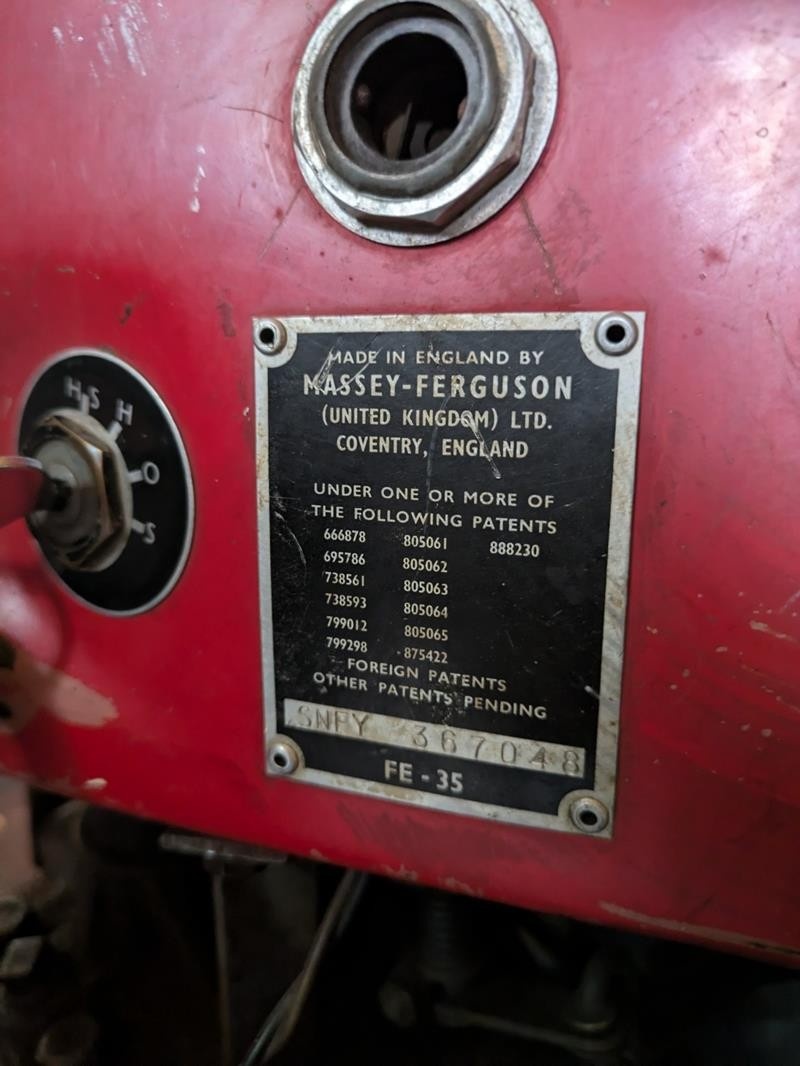 HS H O S
MADE IN ENGLAND BY
MASSEY-FERGUSON
(UNITED KINGDOM) LTD.
COVENTRY, ENGLAND
UNDER ONE OR MORE OF
THE FOLLOWING PATENTS
666878 805061 888230
695786 805062
738561 805063
738593 805064
799012 805065
799298 875422
FOREIGN PATENTS
OTHER PATENTS PENDING
SNFY 367048
FE - 35